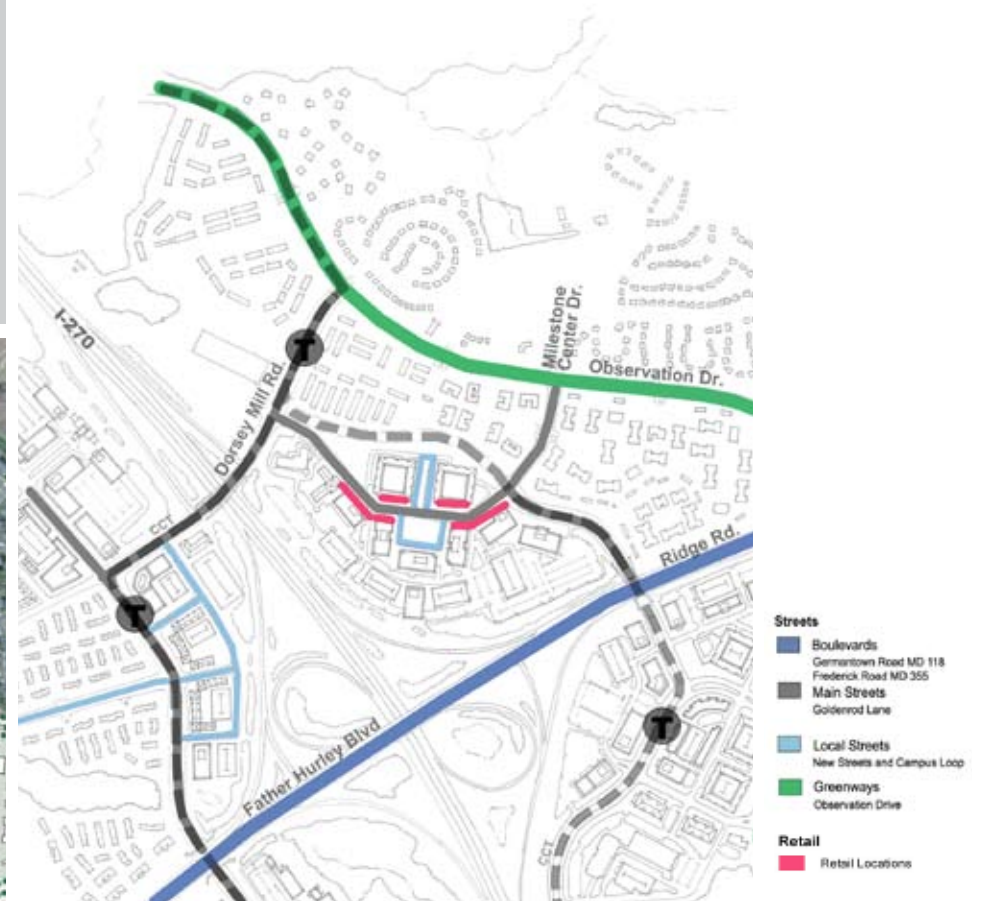 I-270
Milestone
Center Dr.
Observation Dr.
T
Dorsey Mill Rd.
CCT
Ridge Rd.
T
T
Father Hurley Blvd
CCT
Streets
Boulevards
Germantown Road MD 118
Frederick Road MD 355
Main Streets
Goldenrod Lane
Local Streets
New Streets and Campus Loop
Greenways
Observation Drive
Retail
Retail Locations